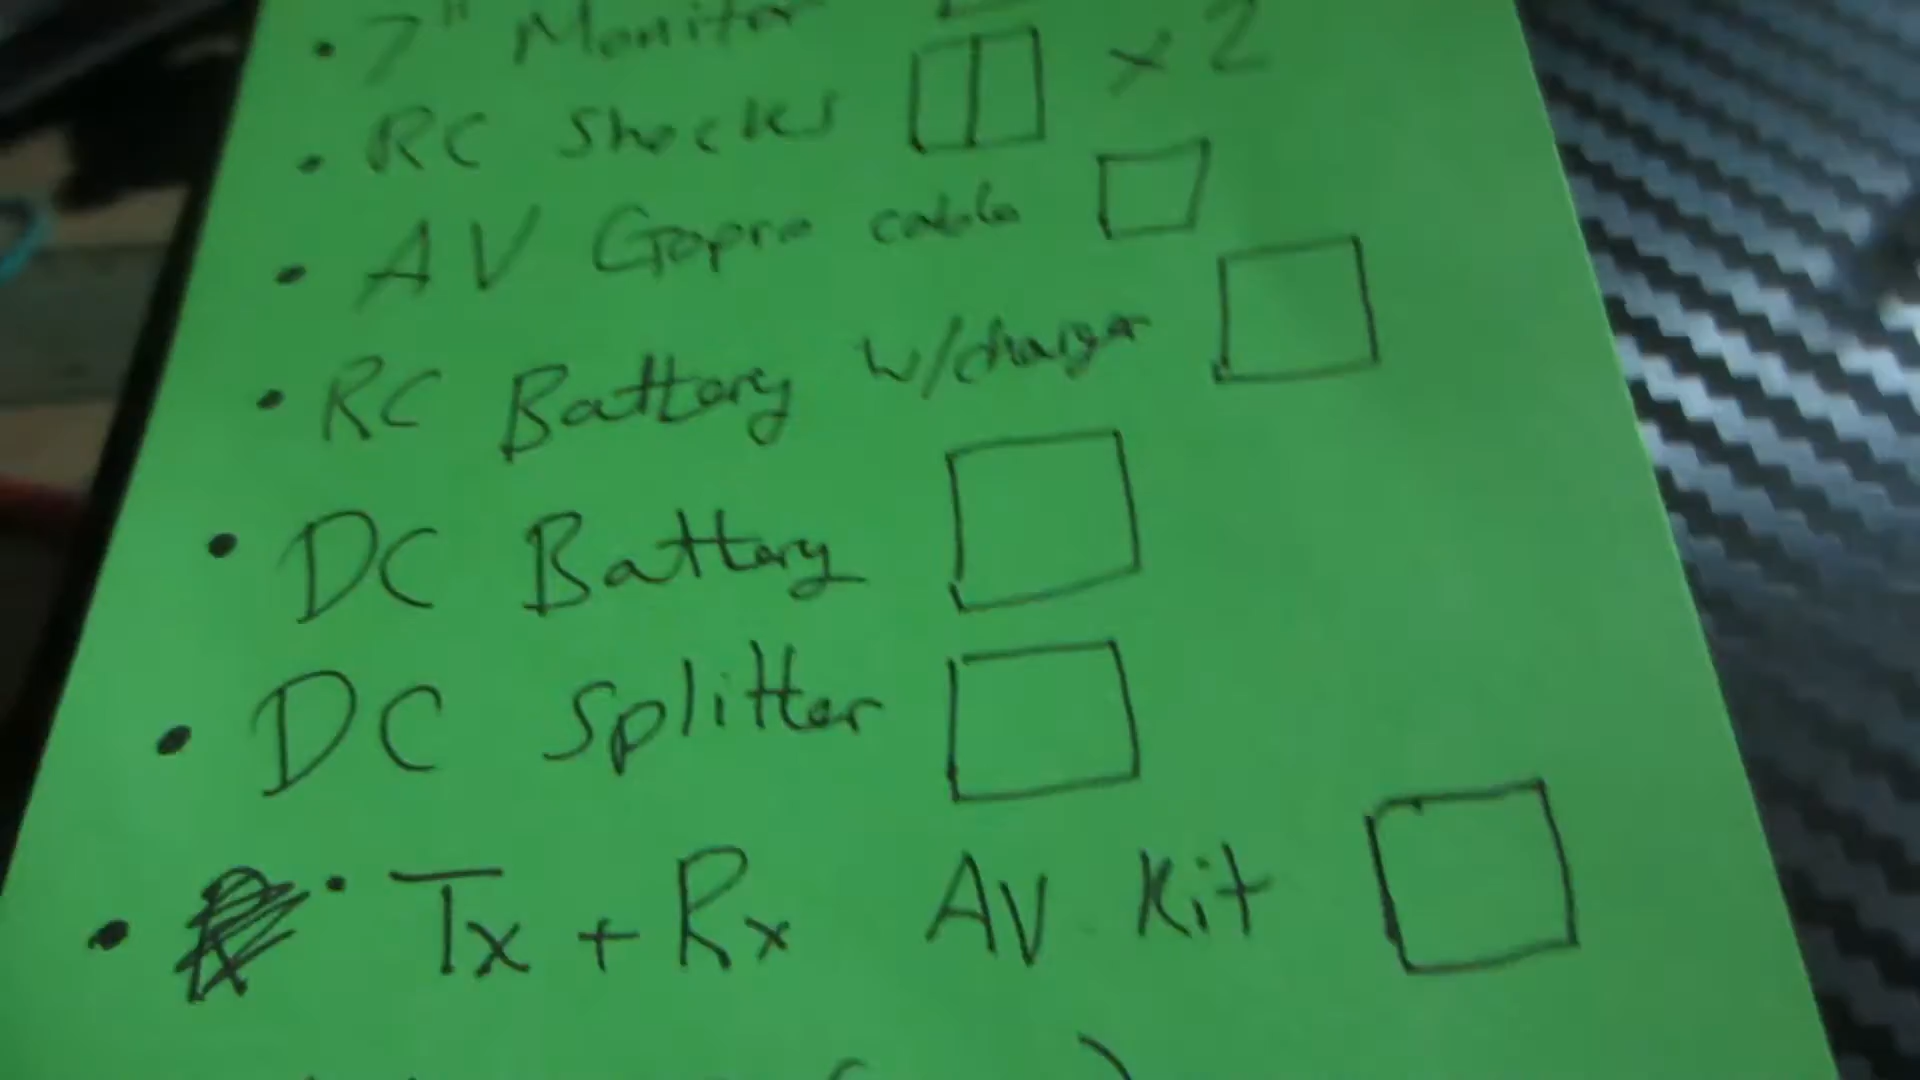 • 7" Monitor
• RC Shocks x2
• AV Gopro cable
• RC Battery w/charger
• DC Battery
• DC Splitter
• Tx + Rx AV Kit